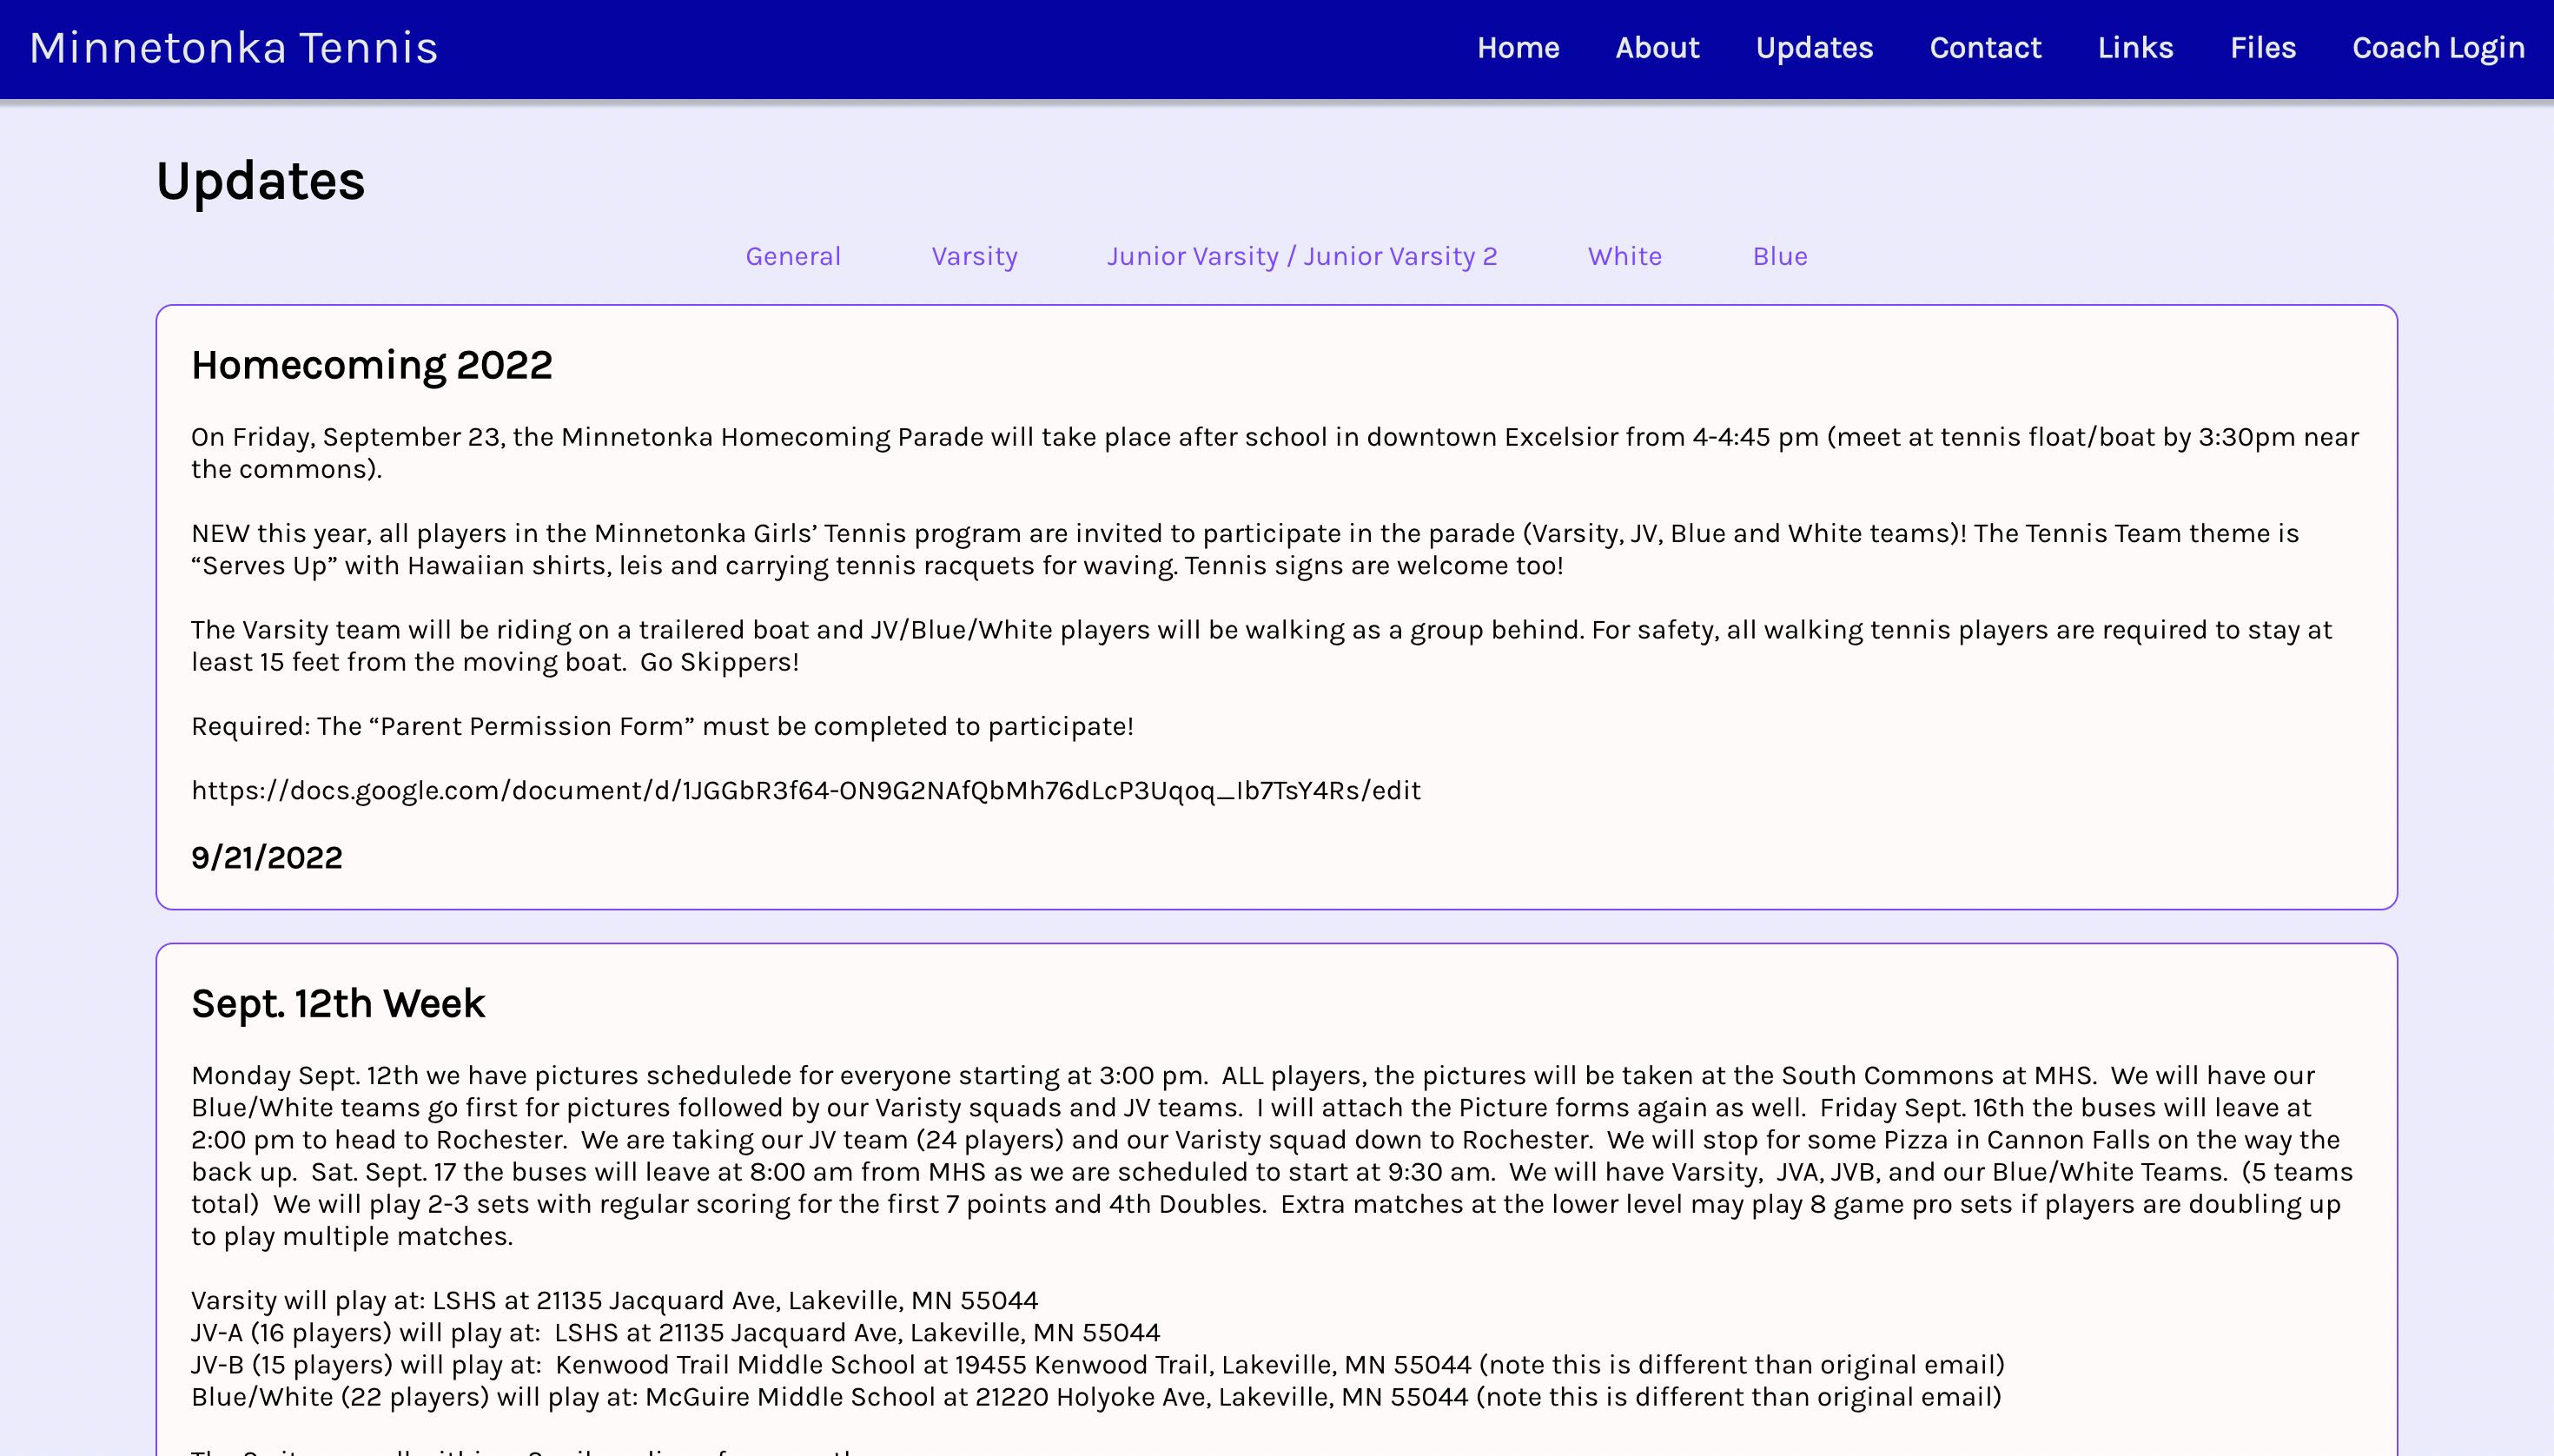 Minnetonka Tennis
Home About Updates Contact Links Files Coach Login
Updates
General Varsity Junior Varsity / Junior Varsity 2 White Blue
Homecoming 2022
On Friday, September 23, the Minnetonka Homecoming Parade will take place after school in downtown Excelsior from 4-4:45 pm (meet at tennis float/boat by 3:30pm near
the commons).
NEW this year, all players in the Minnetonka Girls’ Tennis program are invited to participate in the parade (Varsity, JV, Blue and White teams)! The Tennis Team theme is
“Serves Up” with Hawaiian shirts, leis and carrying tennis racquets for waving. Tennis signs are welcome too!
The Varsity team will be riding on a trailered boat and JV/Blue/White players will be walking as a group behind. For safety, all walking tennis players are required to stay at
least 15 feet from the moving boat.  Go Skippers!
Required: The “Parent Permission Form” must be completed to participate!
https://docs.google.com/document/d/1JGGbR3f64-ON9G2NAfQbMh76dLcP3Uqoq_Ib7TsY4Rs/edit
9/21/2022
Sept. 12th Week
Monday Sept. 12th we have pictures schedulede for everyone starting at 3:00 pm.  ALL players, the pictures will be taken at the South Commons at MHS.  We will have our
Blue/White teams go first for pictures followed by our Varisty squads and JV teams.  I will attach the Picture forms again as well.  Friday Sept. 16th the buses will leave at
2:00 pm to head to Rochester.  We are taking our JV team (24 players) and our Varisty squad down to Rochester.  We will stop for some Pizza in Cannon Falls on the way the
back up.  Sat. Sept. 17 the buses will leave at 8:00 am from MHS as we are scheduled to start at 9:30 am.  We will have Varsity,  JVA, JVB, and our Blue/White Teams.  (5 teams
total)  We will play 2-3 sets with regular scoring for the first 7 points and 4th Doubles.  Extra matches at the lower level may play 8 game pro sets if players are doubling up
to play multiple matches.
Varsity will play at: LSHS at 21135 Jacquard Ave, Lakeville, MN 55044
JV-A (16 players) will play at:  LSHS at 21135 Jacquard Ave, Lakeville, MN 55044
JV-B (15 players) will play at:  Kenwood Trail Middle School at 19455 Kenwood Trail, Lakeville, MN 55044 (note this is different than original email)
Blue/White (22 players) will play at: McGuire Middle School at 21220 Holyoke Ave, Lakeville, MN 55044 (note this is different than original email)